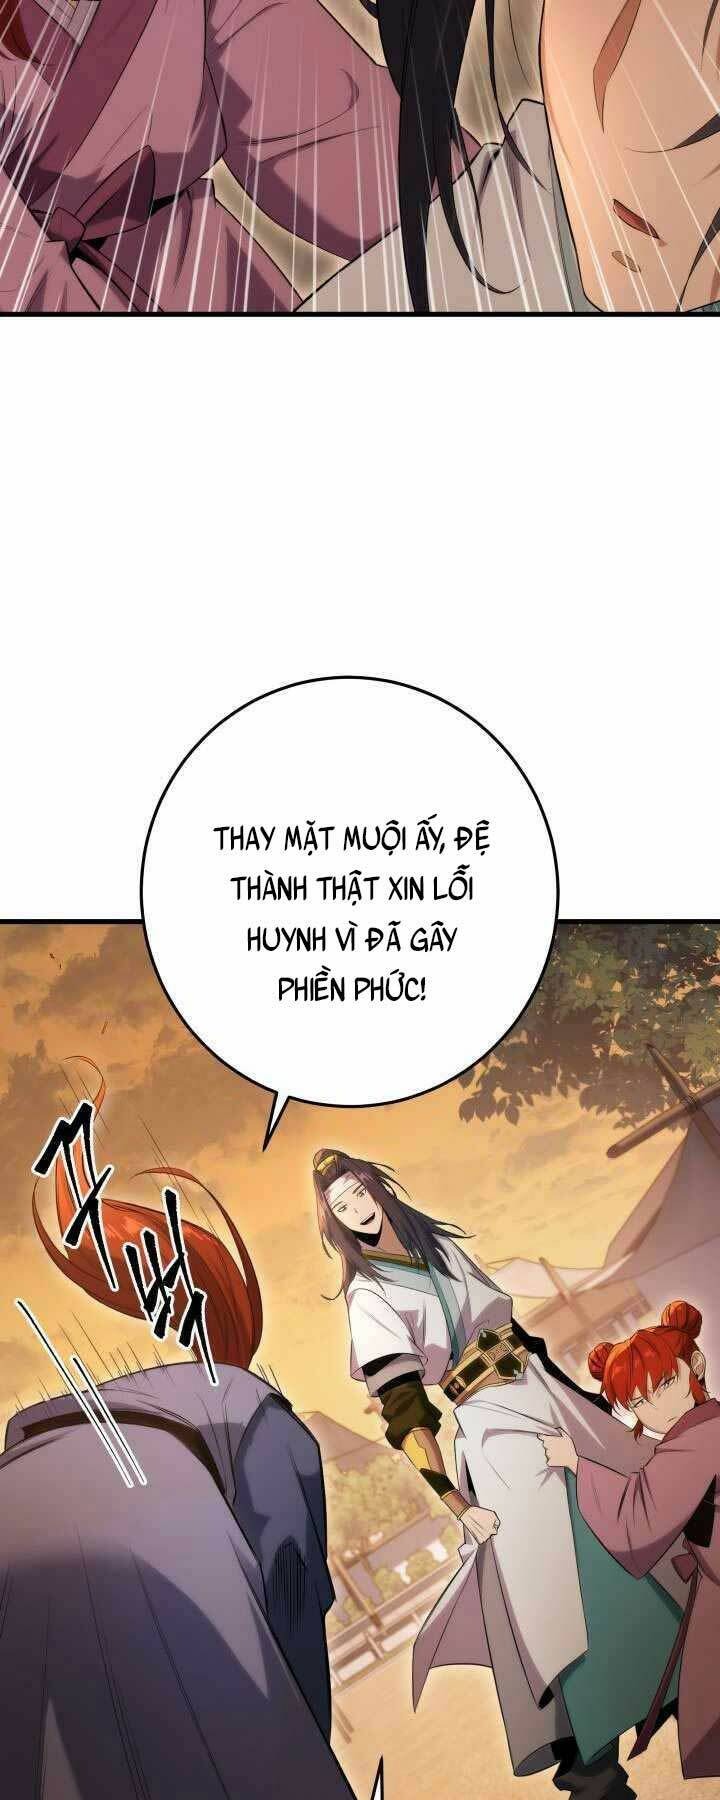 THAY MẶT MUỘI ẤY, ĐỆ
THÀNH THẬT XIN LỖI
HUYNH VÌ ĐÃ GÂY
PHIỀN PHỨC!